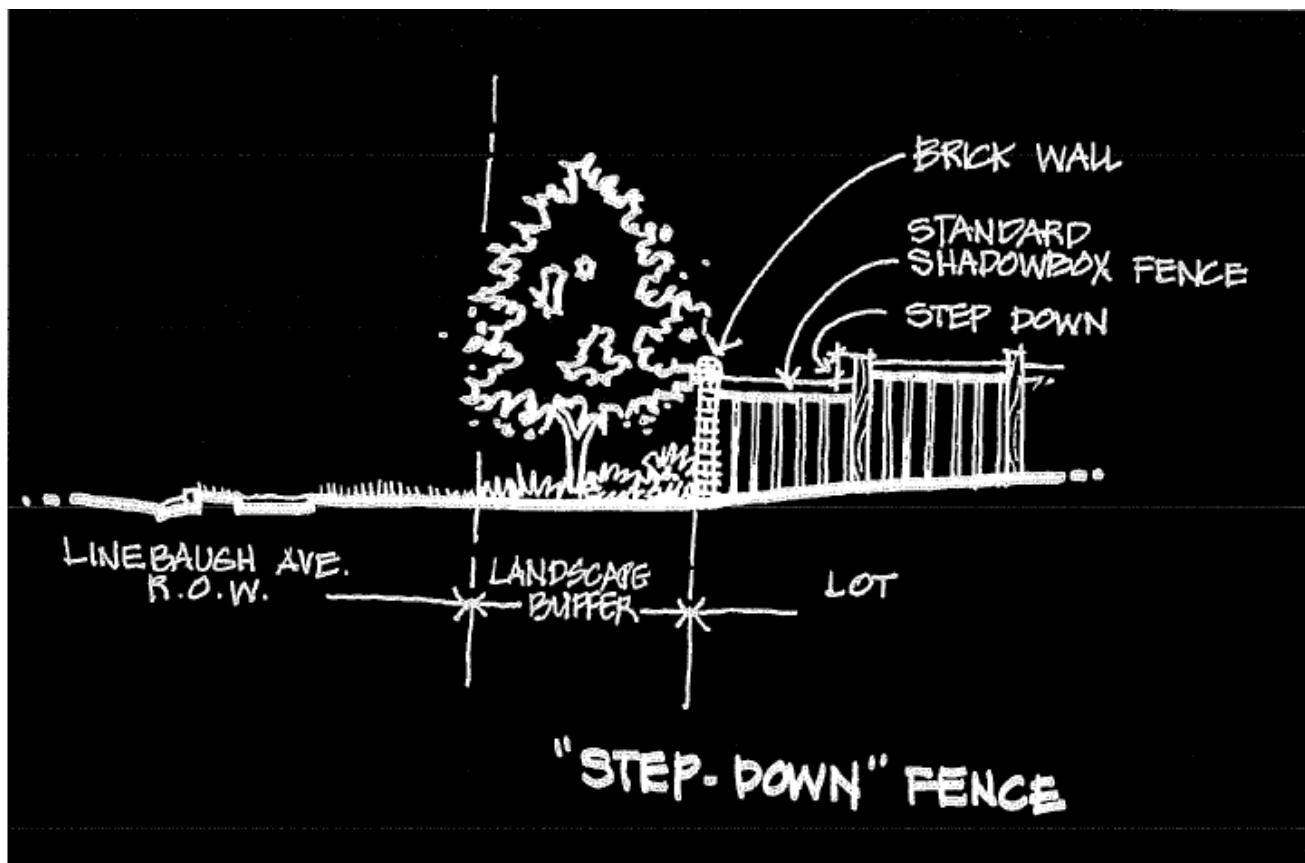 BRICK WALL
STANDARD
SHADOWBOX FENCE
STEP DOWN
LINEBAUGH AVE.
R.O.W.
LANDSCAPE
BUFFER
LOT
"STEP-DOWN" FENCE